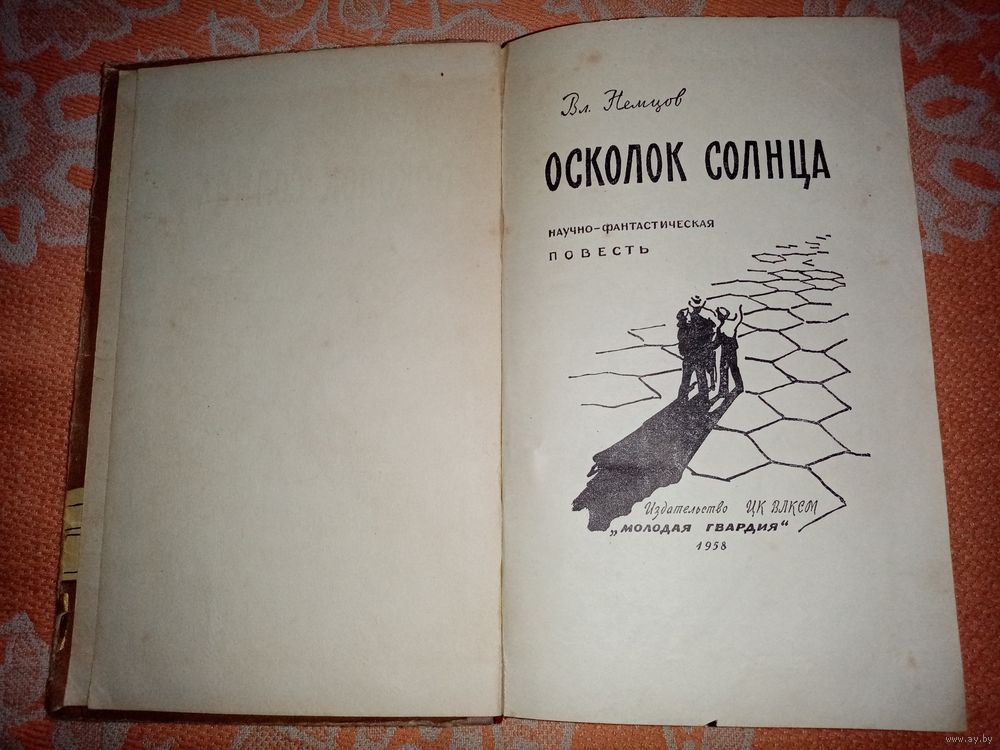 Вл. Немцов
ОСКОЛОК СОЛНЦА
НАУЧНО-ФАНТАСТИЧЕСКАЯ
ПОВЕСТЬ
Издательство ЦК ВЛКСМ
„МОЛОДАЯ ГВАРДИЯ“
1958
www.ay.by